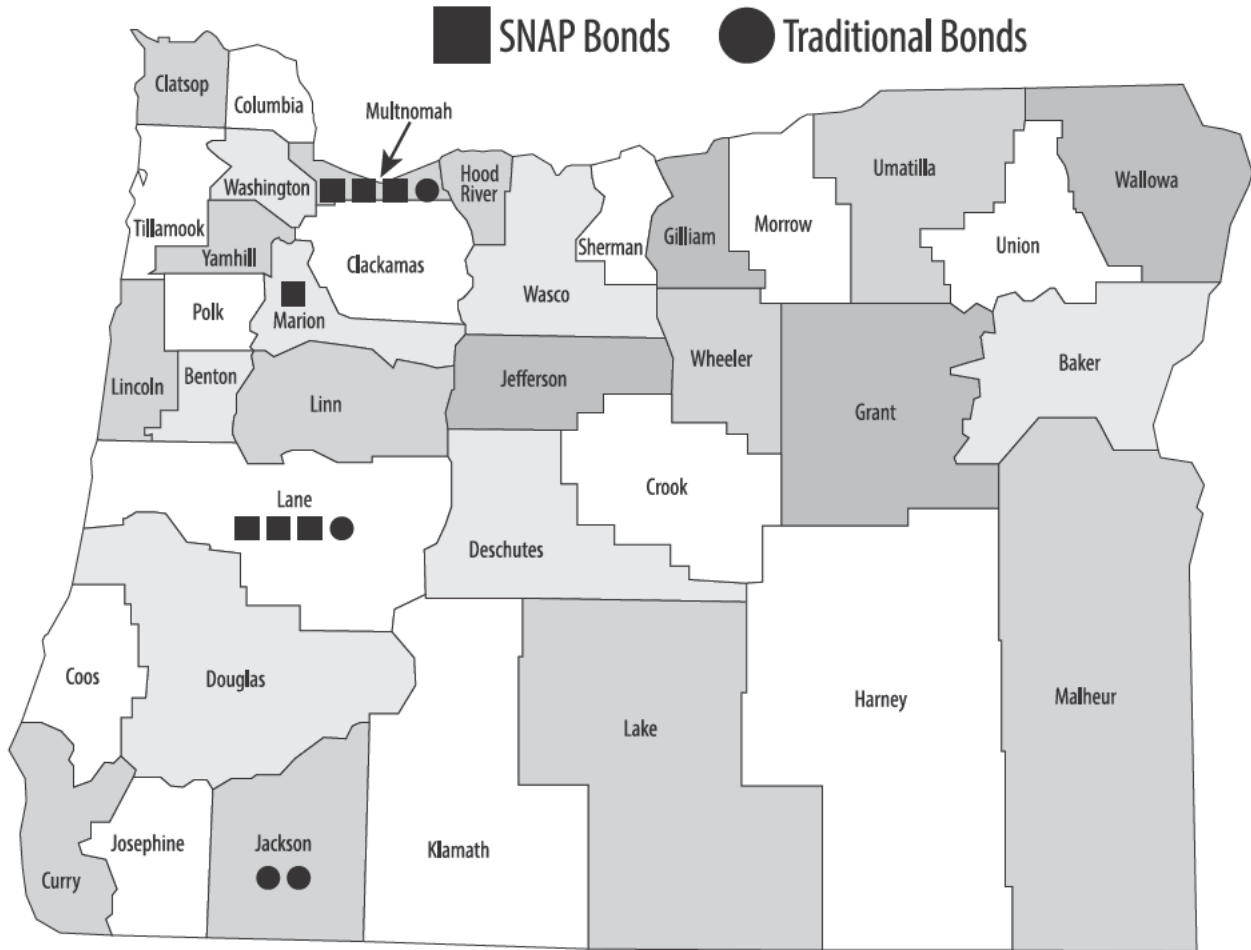 SNAP Bonds
Traditional Bonds
Clatsop
Columbia
Multnomah
Washington
Hood
River
Tillamook
Yamhill
Clackamas
Sherman
Gilliam
Morrow
Umatilla
Union
Wallowa
Wasco
Polk
Marion
Lincoln
Benton
Linn
Jefferson
Wheeler
Grant
Baker
Lane
Crook
Deschutes
Coos
Douglas
Lake
Harney
Malheur
Curry
Josephine
Jackson
Klamath